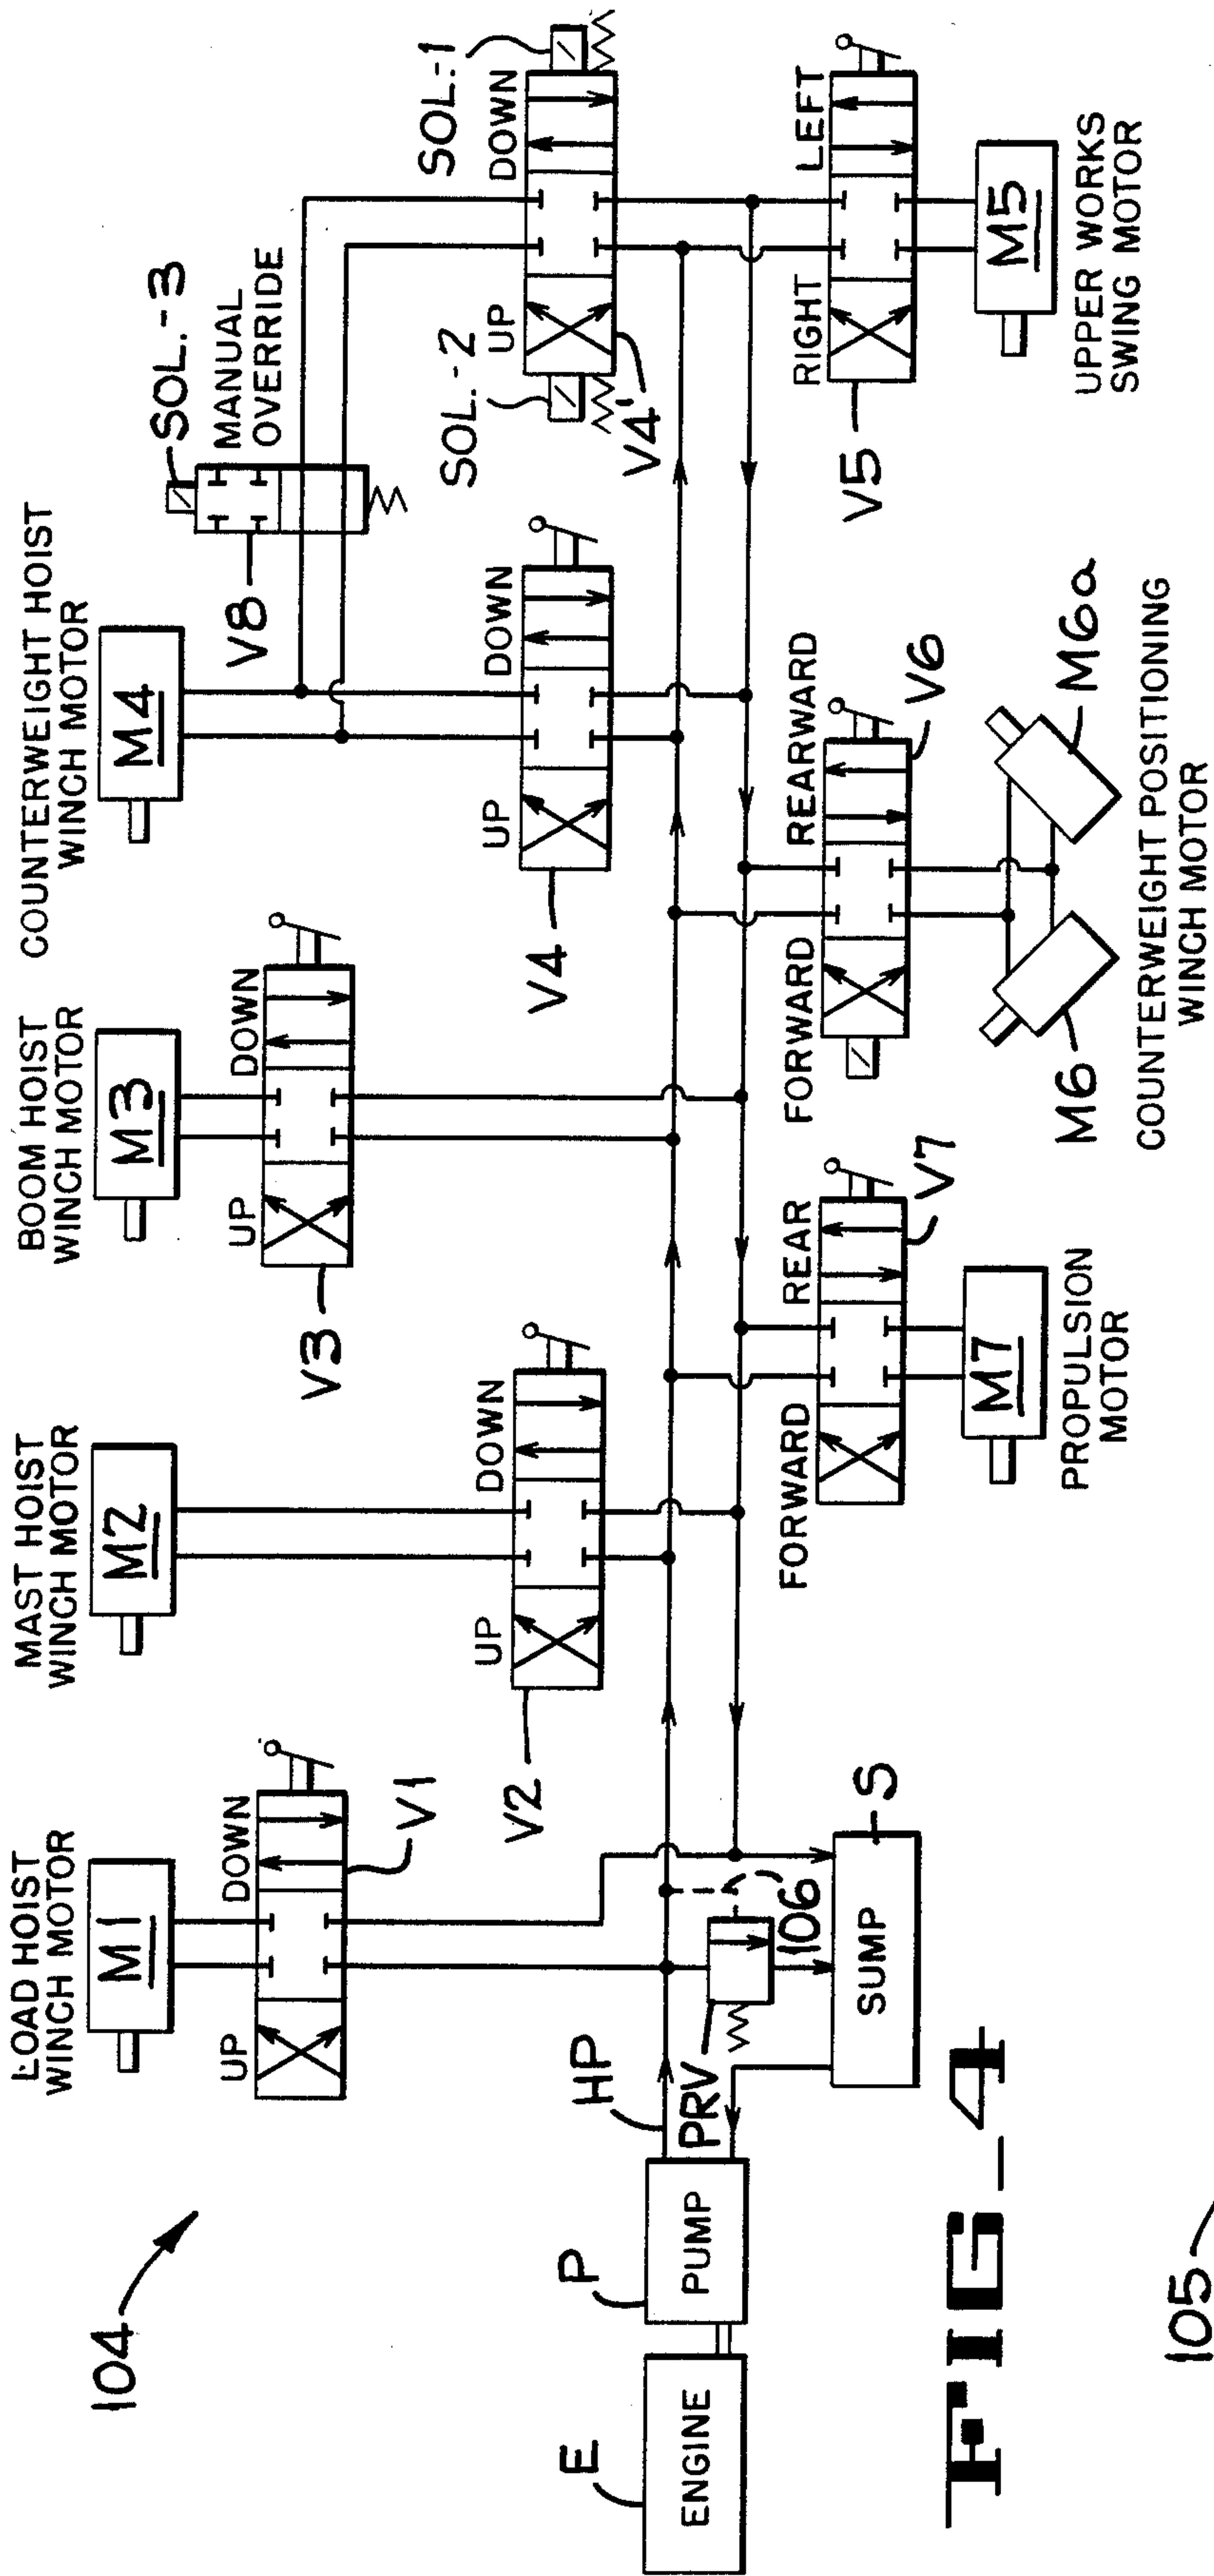 104
LOAD HOIST
WINCH MOTOR
M1
UP
DOWN
V1
MAST HOIST
WINCH MOTOR
M2
UP
DOWN
V2
BOOM HOIST
WINCH MOTOR
M3
UP
DOWN
V3
COUNTERWEIGHT HOIST
WINCH MOTOR
M4
UP
DOWN
V4
V8
SOL.-3
MANUAL
OVERRIDE
SOL.-2
UP
DOWN
SOL.-1
V4'
E
ENGINE
P
PUMP
HP
PRV
106
SUMP
S
FORWARD
REAR
V7
M7
PROPULSION
MOTOR
FORWARD
REARWARD
V6
M6
M6a
COUNTERWEIGHT POSITIONING
WINCH MOTOR
RIGHT
LEFT
V5
M5
UPPER WORKS
SWING MOTOR
FIG_4
105